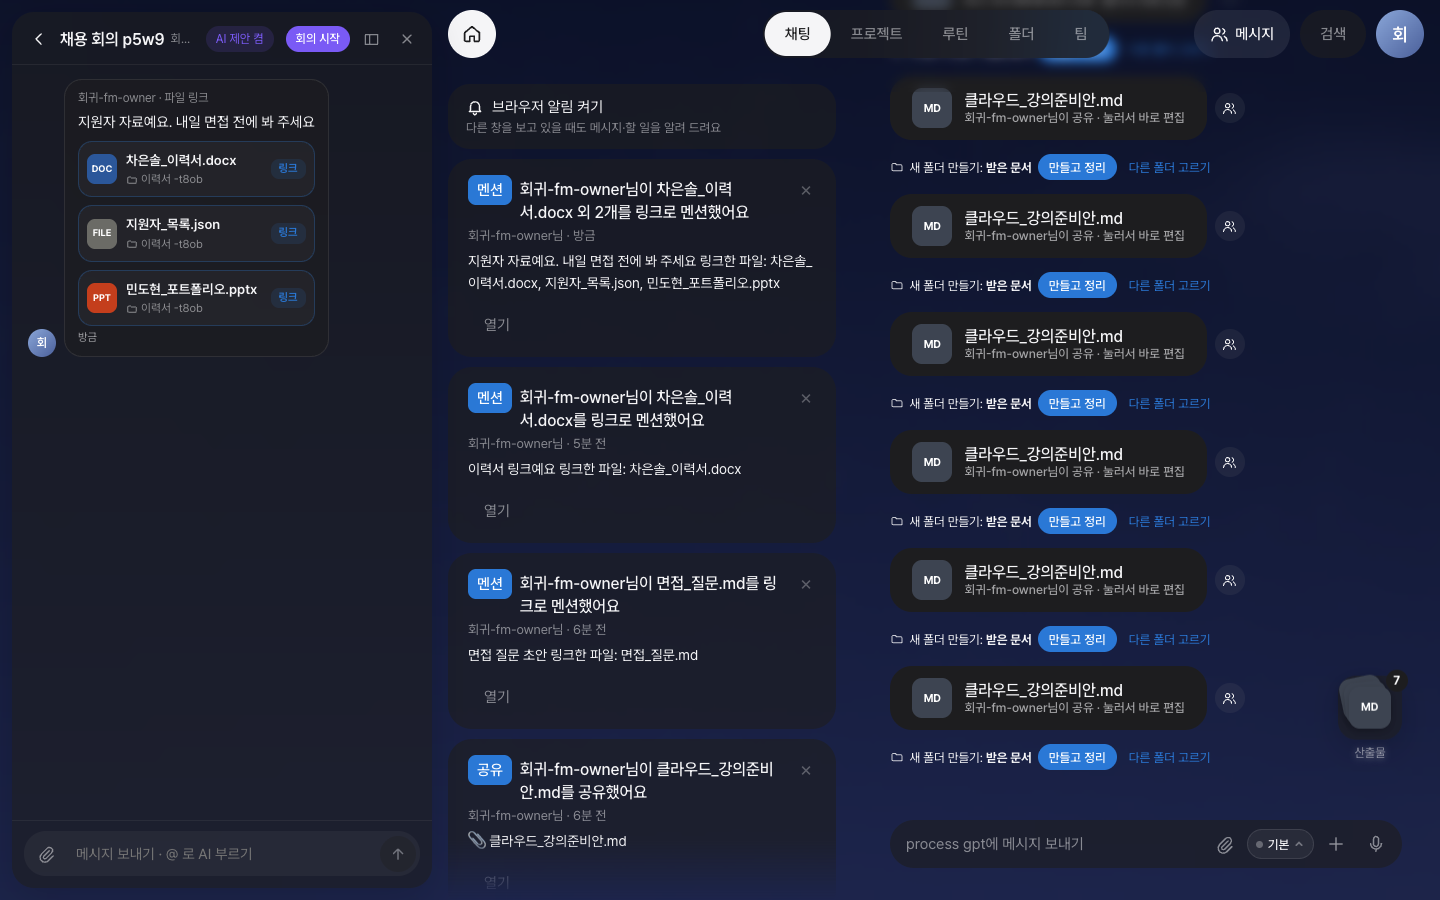 채용 회의 p5w9 회...
AI 제안 켬
회의 시작
회귀-fm-owner · 파일 링크
지원자 자료예요. 내일 면접 전에 봐 주세요
DOC
차은솔_이력서.docx
이력서 -t8ob
링크
FILE
지원자_목록.json
이력서 -t8ob
링크
PPT
민도현_포트폴리오.pptx
이력서 -t8ob
링크
방금
회
메시지 보내기 · @ 로 AI 부르기
채팅
프로젝트
루틴
폴더
팀
메시지
검색
회
브라우저 알림 켜기
다른 창을 보고 있을 때도 메시지·할 일을 알려 드려요
멘션
회귀-fm-owner님이 차은솔_이력
서.docx 외 2개를 링크로 멘션했어요
회귀-fm-owner님 · 방금
지원자 자료예요. 내일 면접 전에 봐 주세요 링크한 파일: 차은솔_
이력서.docx, 지원자_목록.json, 민도현_포트폴리오.pptx
열기
멘션
회귀-fm-owner님이 차은솔_이력
서.docx를 링크로 멘션했어요
회귀-fm-owner님 · 5분 전
이력서 링크예요 링크한 파일: 차은솔_이력서.docx
열기
멘션
회귀-fm-owner님이 면접_질문.md를 링
크로 멘션했어요
회귀-fm-owner님 · 6분 전
면접 질문 초안 링크한 파일: 면접_질문.md
열기
공유
회귀-fm-owner님이 클라우드_강의준비
안.md를 공유했어요
회귀-fm-owner님 · 6분 전
클라우드_강의준비안.md
열기
MD
클라우드_강의준비안.md
회귀-fm-owner님이 공유 · 눌러서 바로 편집
새 폴더 만들기: 받은 문서 만들고 정리 다른 폴더 고르기
MD
클라우드_강의준비안.md
회귀-fm-owner님이 공유 · 눌러서 바로 편집
새 폴더 만들기: 받은 문서 만들고 정리 다른 폴더 고르기
MD
클라우드_강의준비안.md
회귀-fm-owner님이 공유 · 눌러서 바로 편집
새 폴더 만들기: 받은 문서 만들고 정리 다른 폴더 고르기
MD
클라우드_강의준비안.md
회귀-fm-owner님이 공유 · 눌러서 바로 편집
새 폴더 만들기: 받은 문서 만들고 정리 다른 폴더 고르기
MD
클라우드_강의준비안.md
회귀-fm-owner님이 공유 · 눌러서 바로 편집
새 폴더 만들기: 받은 문서 만들고 정리 다른 폴더 고르기
MD
클라우드_강의준비안.md
회귀-fm-owner님이 공유 · 눌러서 바로 편집
새 폴더 만들기: 받은 문서 만들고 정리 다른 폴더 고르기
7
MD
산출물
process gpt에 메시지 보내기
기본